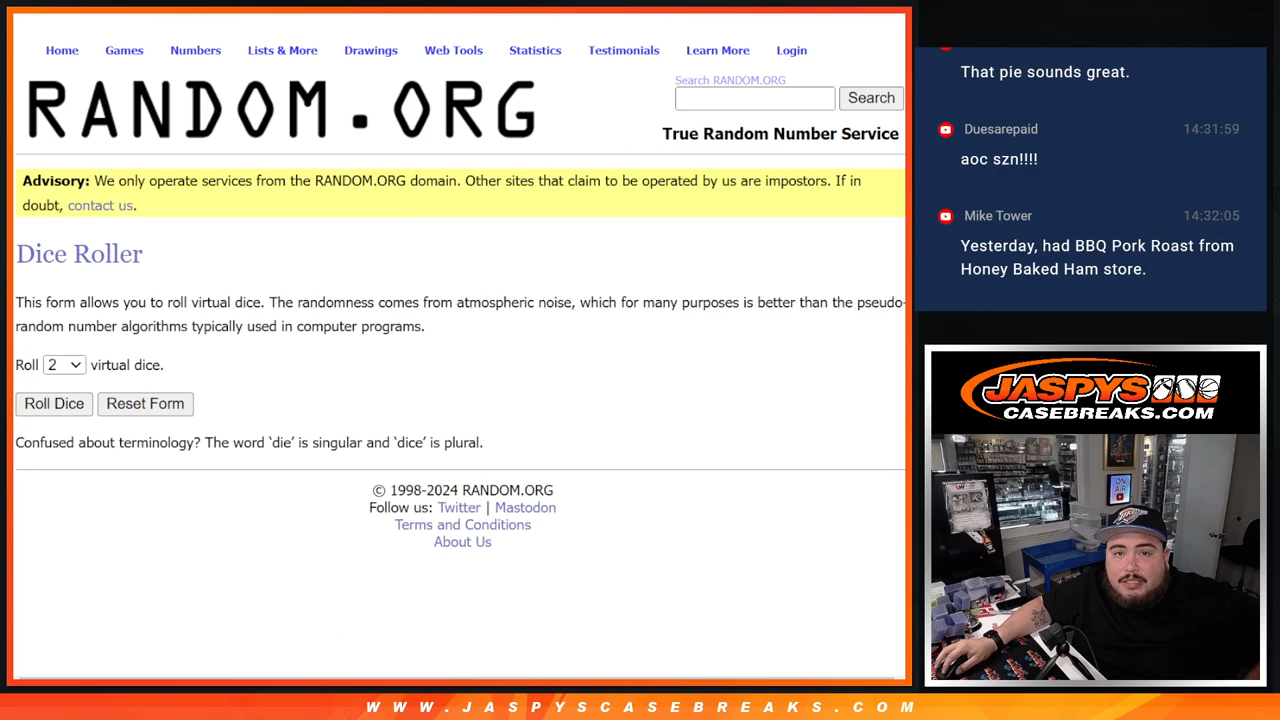 Home Games Numbers Lists & More Drawings Web Tools Statistics Testimonials Learn More Login
RANDOM.ORG
Search RANDOM.ORG
Search
True Random Number Service
Advisory: We only operate services from the RANDOM.ORG domain. Other sites that claim to be operated by us are impostors. If in
doubt, contact us.
Dice Roller
This form allows you to roll virtual dice. The randomness comes from atmospheric noise, which for many purposes is better than the pseudo-
random number algorithms typically used in computer programs.
Roll 2 virtual dice.
Roll Dice Reset Form
Confused about terminology? The word ‘die’ is singular and ‘dice’ is plural.
© 1998-2024 RANDOM.ORG
Follow us: Twitter | Mastodon
Terms and Conditions
About Us
That pie sounds great.
Duesarepaid 14:31:59
aoc szn!!!!
Mike Tower 14:32:05
Yesterday, had BBQ Pork Roast from
Honey Baked Ham store.
JASPYS
CASEBREAKS.COM
ON
AIR
WWW.JASPYSCASEBREAKS.COM